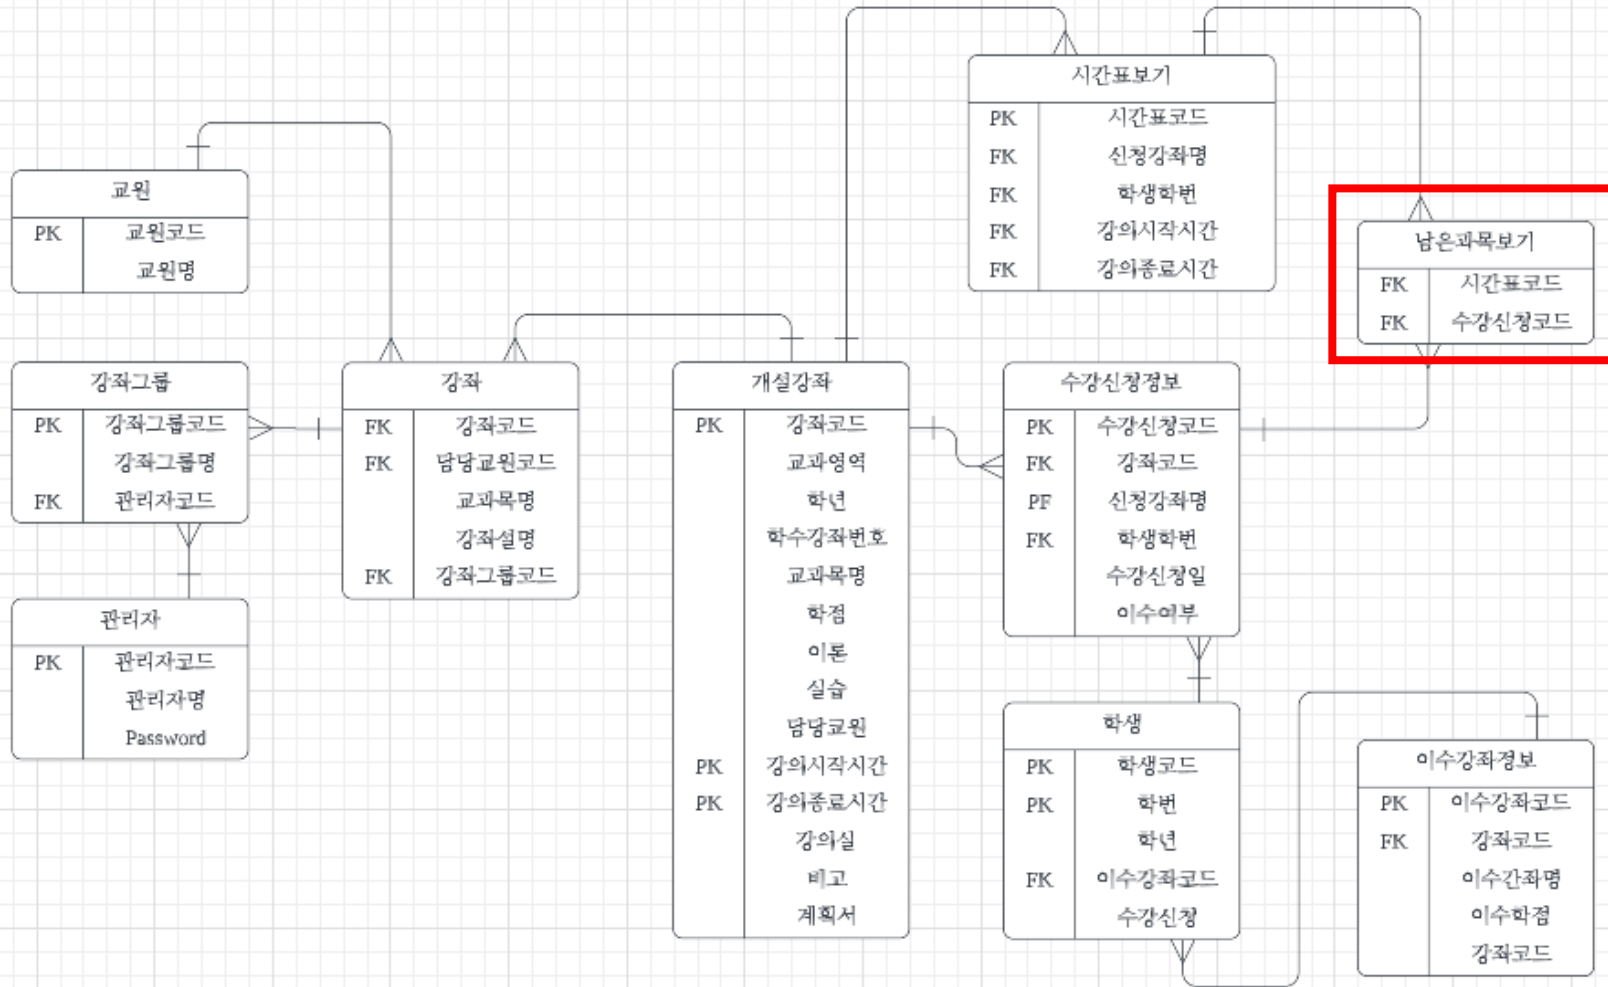 시간표보기
PK 시간표코드
FK 신청강좌명
FK 학생학번
FK 강의시작시간
FK 강의종료시간
교원
PK 교원코드
교원명
남은과목보기
FK 시간표코드
FK 수강신청코드
강좌그룹
PK 강좌그룹코드
강좌그룹명
FK 관리자코드
강좌
FK 강좌코드
FK 담당교원코드
교과목명
강좌설명
FK 강좌그룹코드
개설강좌
PK 강좌코드
교과영역
학년
학수강좌번호
교과목명
학점
이론
실습
담당교원
PK 강의시작시간
PK 강의종료시간
강의실
비고
계획서
수강신청정보
PK 수강신청코드
FK 강좌코드
PF 신청강좌명
FK 학생학번
수강신청일
이수여부
관리자
PK 관리자코드
관리자명
Password
학생
PK 학생코드
PK 학번
학년
FK 이수강좌코드
수강신청
이수강좌정보
PK 이수강좌코드
FK 강좌코드
이수간좌명
이수학점
강좌코드